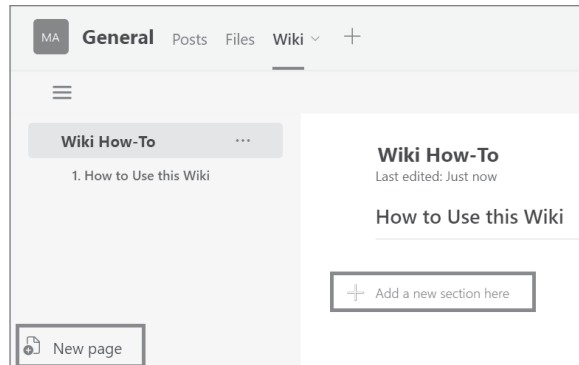 MA General Posts Files Wiki
Wiki How-To ...
1. How to Use this Wiki
Wiki How-To
Last edited: Just now
How to Use this Wiki
Add a new section here
New page